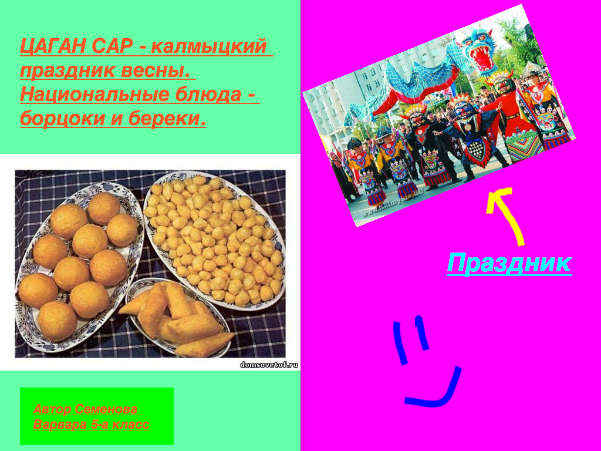 ЦАГАН САР - калмыцкий
праздник весны.
Национальные блюда -
борцоки и береки.
Праздник
domsovetof.ru
Автор Семенова
Варвара 5-а класс